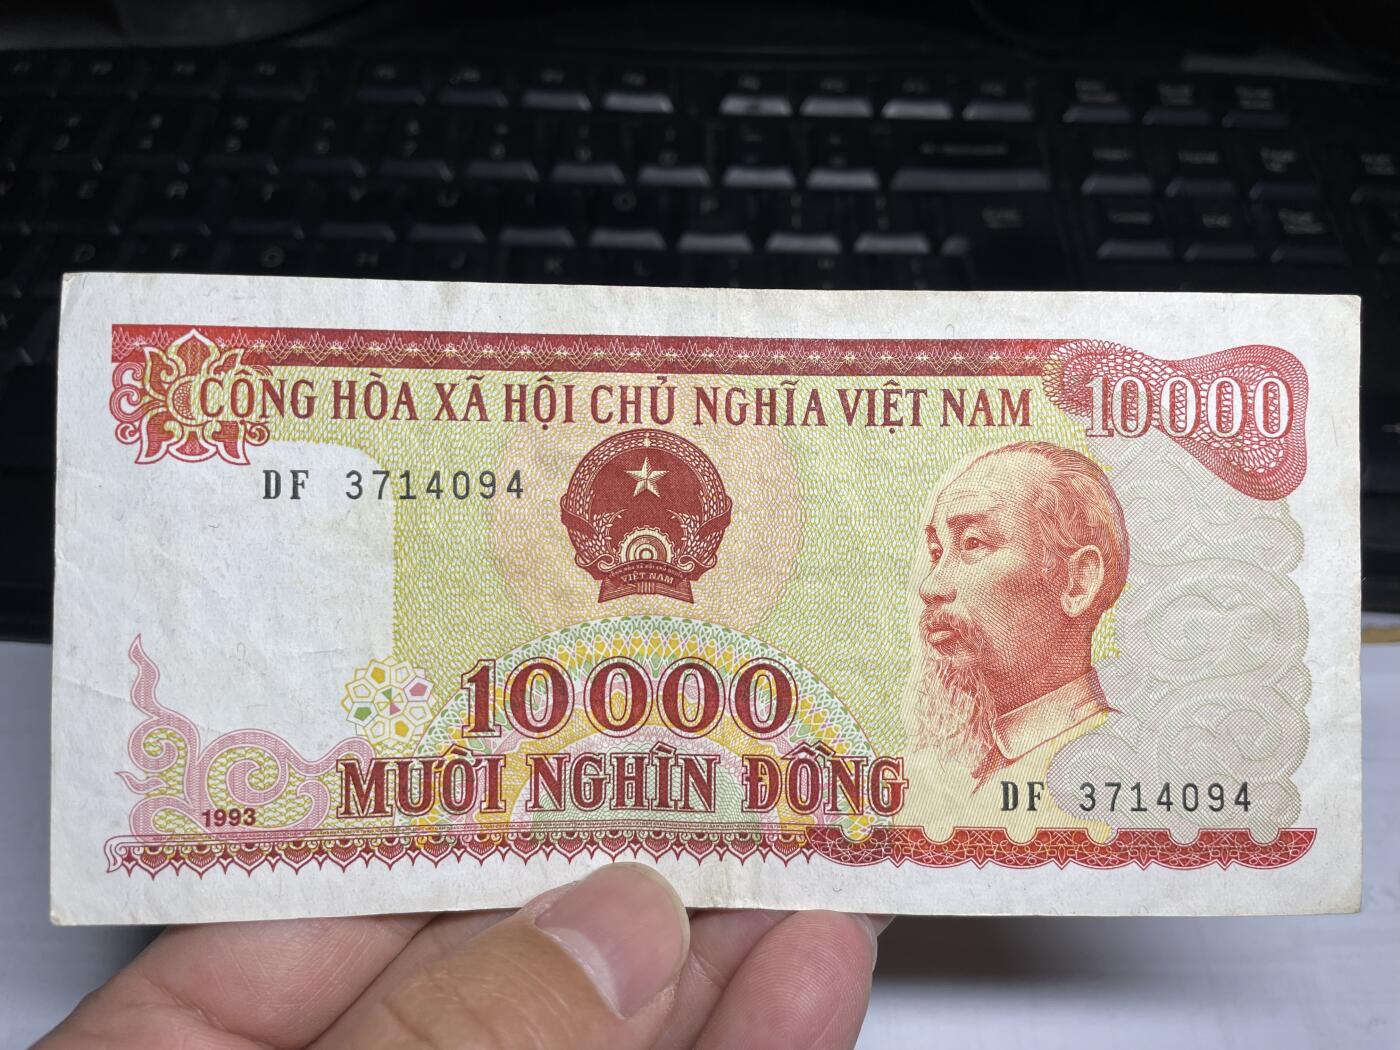 CỘNG HÒA XÃ HỘI CHỦ NGHĨA VIỆT NAM
10000
DF 3714094
VIỆT NAM
10000
MƯỜI NGHÌN ĐỒNG
DF 3714094
1993